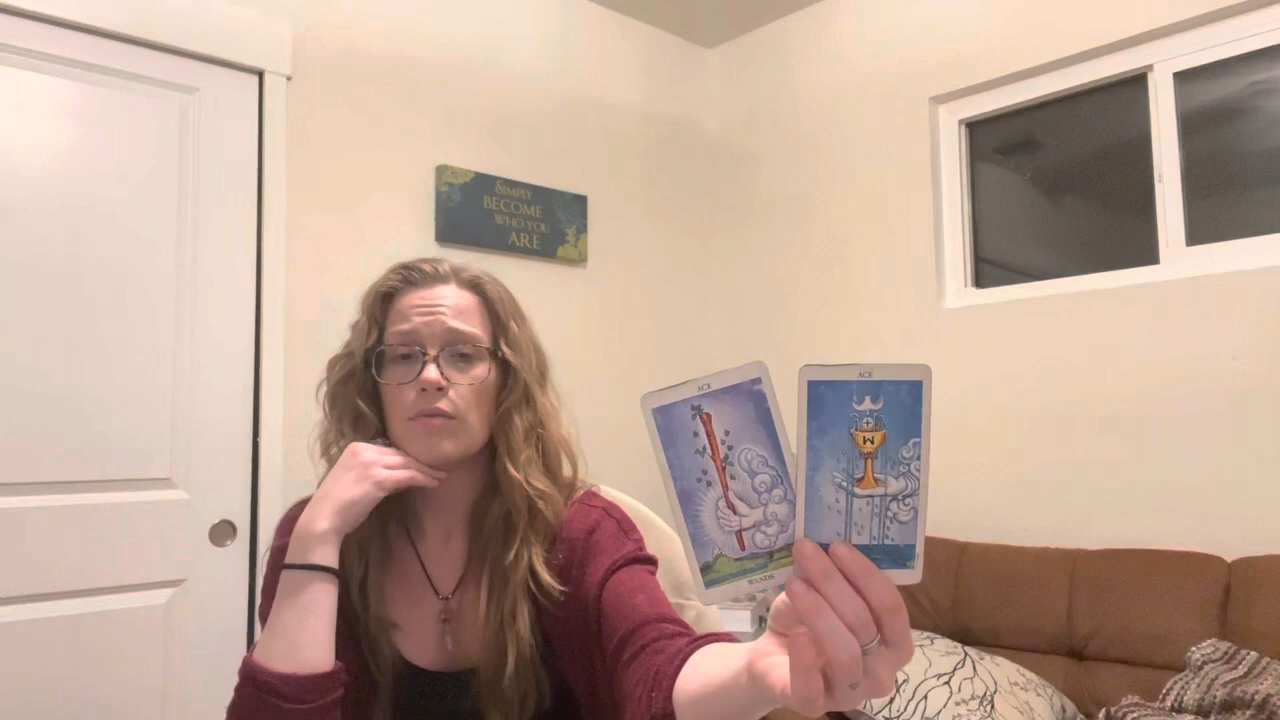 SIMPLY
BECOME
WHO YOU
ARE
ACE
WANDS
ACE
W